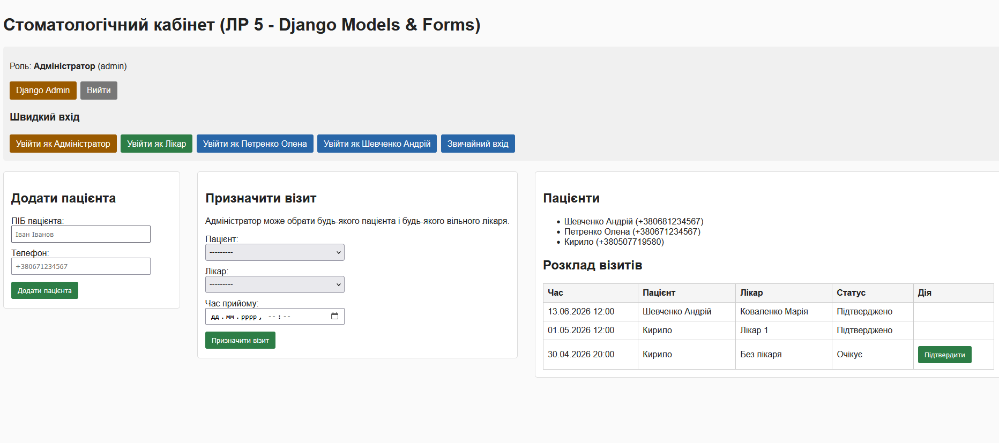 Стоматологічний кабінет (ЛР 5 - Django Models & Forms)
Роль: Адміністратор (admin)
Django Admin Вийти
Швидкий вхід
Увійти як Адміністратор Увійти як Лікар Увійти як Петренко Олена Увійти як Шевченко Андрій Звичайний вхід
Додати пацієнта
ПІБ пацієнта:
Іван Іванов
Телефон:
+380671234567
Додати пацієнта
Призначити візит
Адміністратор може обрати будь-якого пацієнта і будь-якого вільного лікаря.
Пацієнт:
---------
Лікар:
---------
Час прийому:
дд.мм.рррр, --:--
Призначити візит
Пацієнти
• Шевченко Андрій (+380681234567)
• Петренко Олена (+380671234567)
• Кирило (+380507719580)
Розклад візитів
Час Пацієнт Лікар Статус Дія
13.06.2026 12:00 Шевченко Андрій Коваленко Марія Підтверджено
01.05.2026 12:00 Кирило Лікар 1 Підтверджено
30.04.2026 20:00 Кирило Без лікаря Очікує Підтвердити